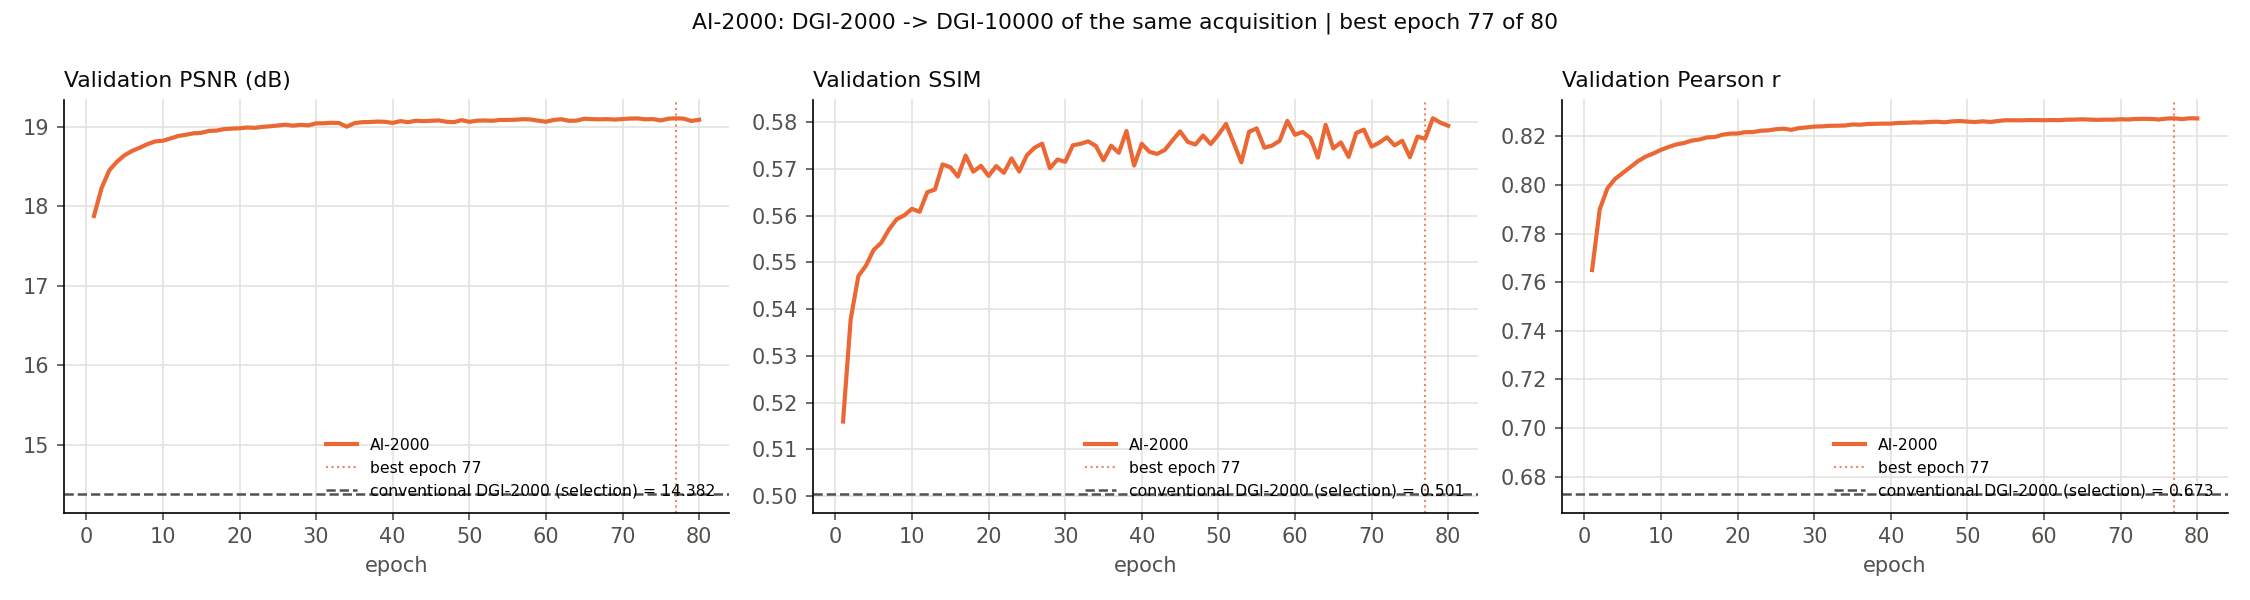 AI-2000: DGI-2000 -> DGI-10000 of the same acquisition | best epoch 77 of 80
Validation PSNR (dB)
19
18
17
16
15
AI-2000
best epoch 77
conventional DGI-2000 (selection) = 14.382
0 10 20 30 40 50 60 70 80
epoch
Validation SSIM
0.58
0.57
0.56
0.55
0.54
0.53
0.52
0.51
0.50
AI-2000
best epoch 77
conventional DGI-2000 (selection) = 0.501
0 10 20 30 40 50 60 70 80
epoch
Validation Pearson r
0.82
0.80
0.78
0.76
0.74
0.72
0.70
0.68
AI-2000
best epoch 77
conventional DGI-2000 (selection) = 0.673
0 10 20 30 40 50 60 70 80
epoch